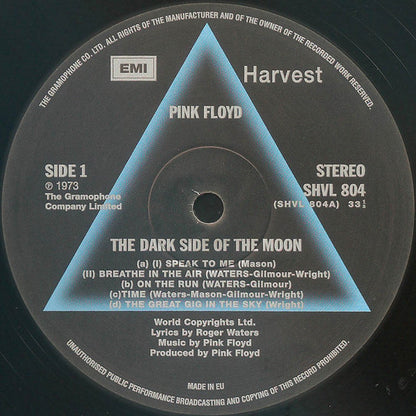 THE GRAMOPHONE CO. LTD. ALL RIGHTS OF THE MANUFACTURER AND OF THE OWNER OF THE RECORDED WORK RESERVED.
EMI
Harvest
PINK FLOYD
SIDE 1
℗ 1973
The Gramophone
Company Limited
STEREO
SHVL 804
(SHVL 804A) 33⅓
THE DARK SIDE OF THE MOON
(a) (I) SPEAK TO ME (Mason)
(II) BREATHE IN THE AIR (WATERS-Gilmour-Wright)
(b) ON THE RUN (WATERS-Gilmour)
(c)TIME (Waters-Mason-Gilmour-Wright)
(d) THE GREAT GIG IN THE SKY (Wright)
World Copyrights Ltd.
Lyrics by Roger Waters
Music by Pink Floyd
Produced by Pink Floyd
MADE IN EU
UNAUTHORISED PUBLIC PERFORMANCE BROADCASTING AND COPYING OF THIS RECORD PROHIBITED.